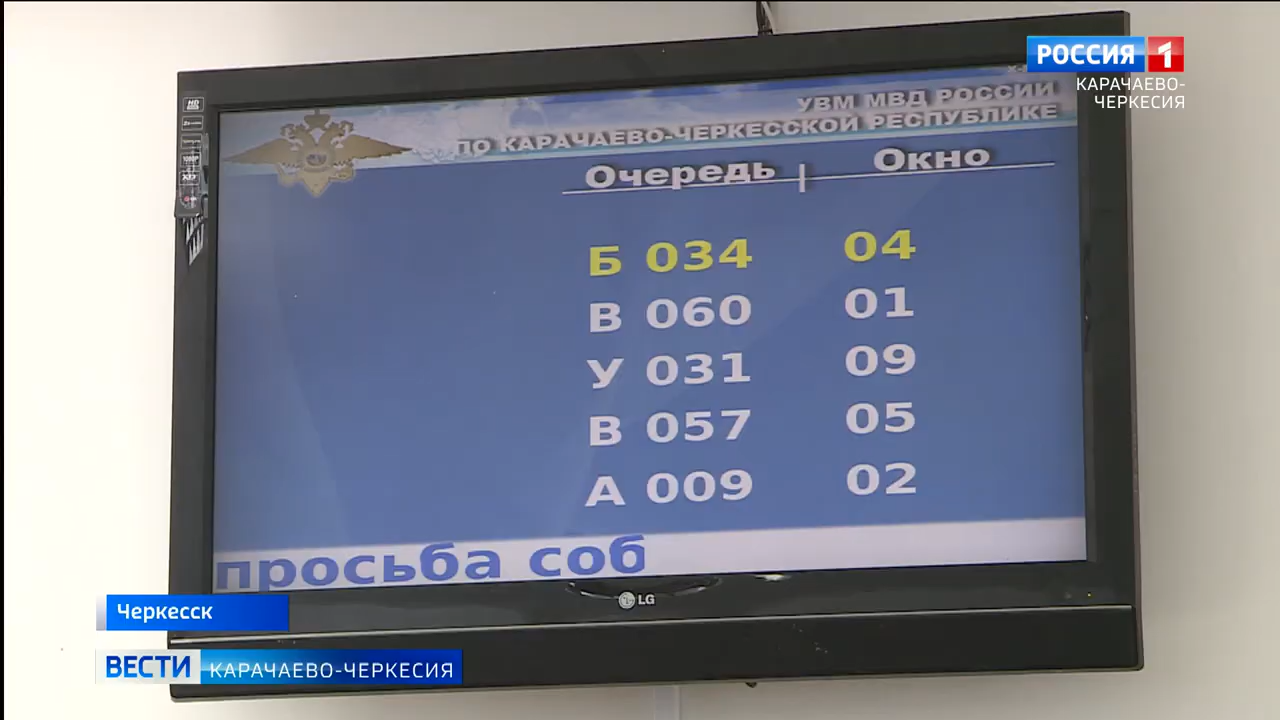 РОССИЯ 1
КАРАЧАЕВО-
ЧЕРКЕСИЯ
УВМ МВД РОССИИ
ПО КАРАЧАЕВО-ЧЕРКЕССКОЙ РЕСПУБЛИКЕ
Очередь | Окно
Б 034 04
В 060 01
У 031 09
В 057 05
А 009 02
просьба соб
LG
Черкесск
ВЕСТИ КАРАЧАЕВО-ЧЕРКЕСИЯ